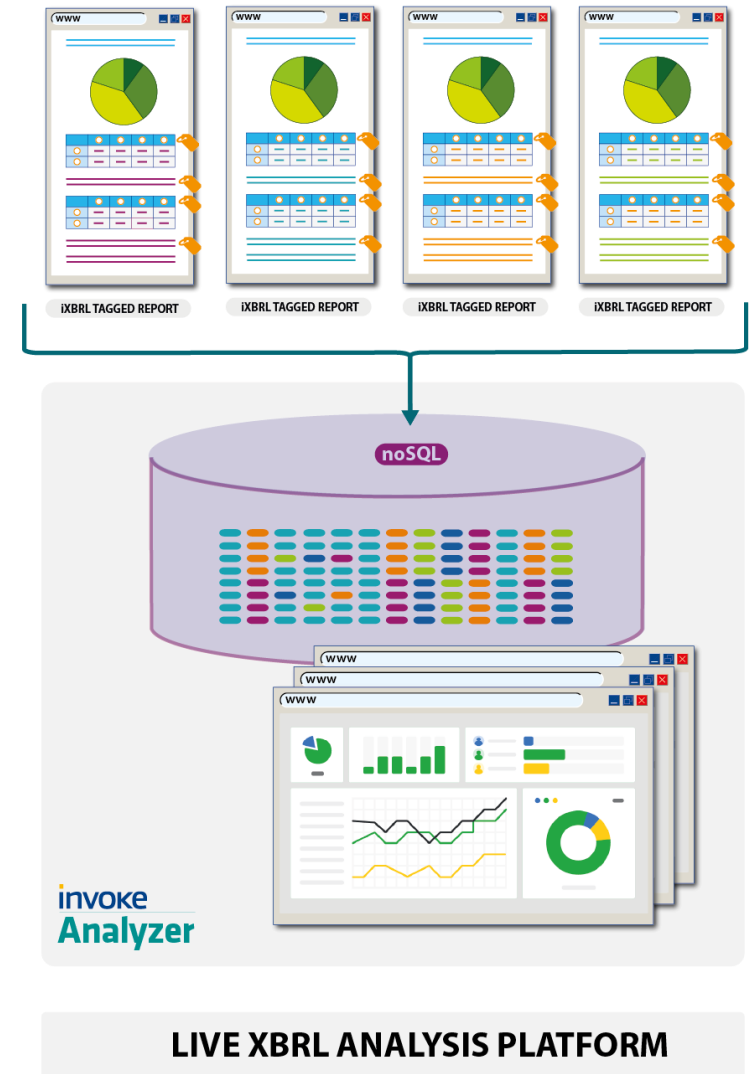 www
www
www
www
iXBRL TAGGED REPORT
iXBRL TAGGED REPORT
iXBRL TAGGED REPORT
iXBRL TAGGED REPORT
noSQL
www
www
www
invoke
Analyzer
LIVE XBRL ANALYSIS PLATFORM